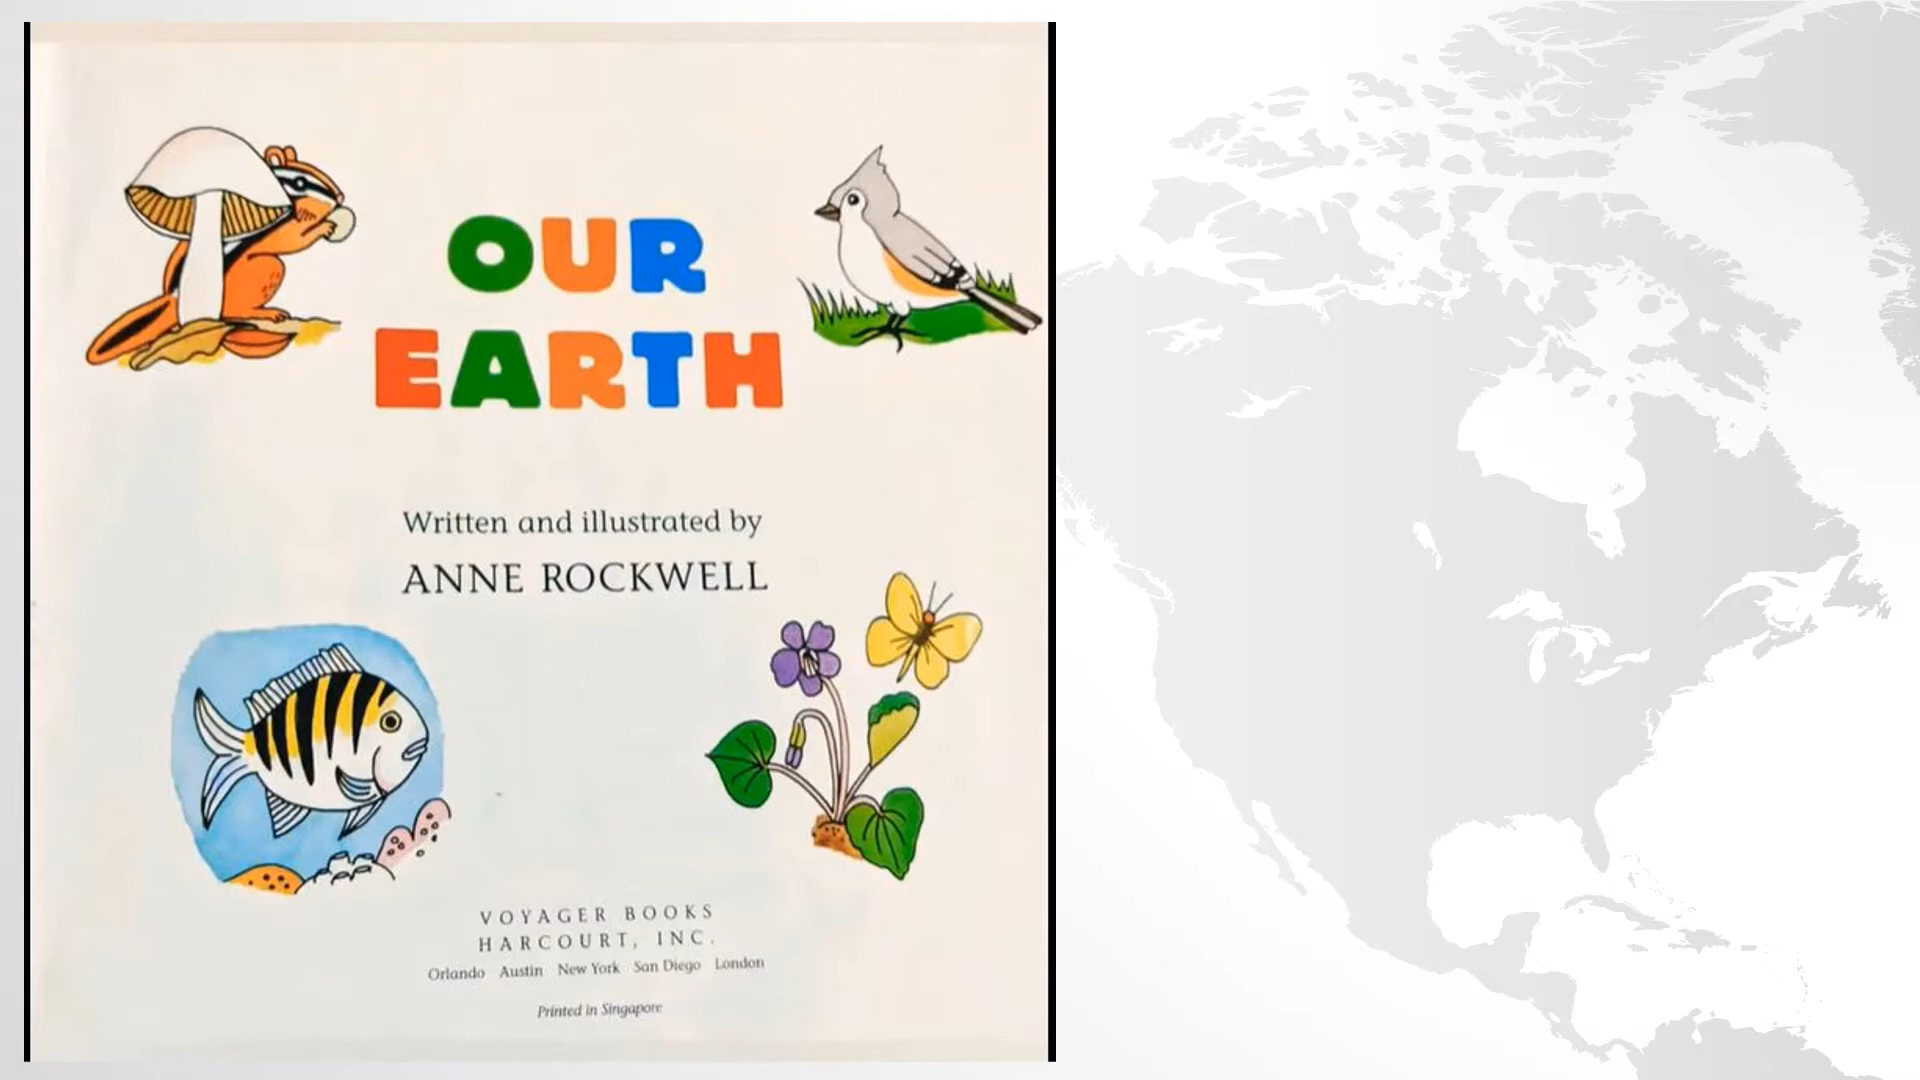 OUR
EARTH
Written and illustrated by
ANNE ROCKWELL
VOYAGER BOOKS
HARCOURT, INC.
Orlando Austin New York San Diego London
Printed in Singapore